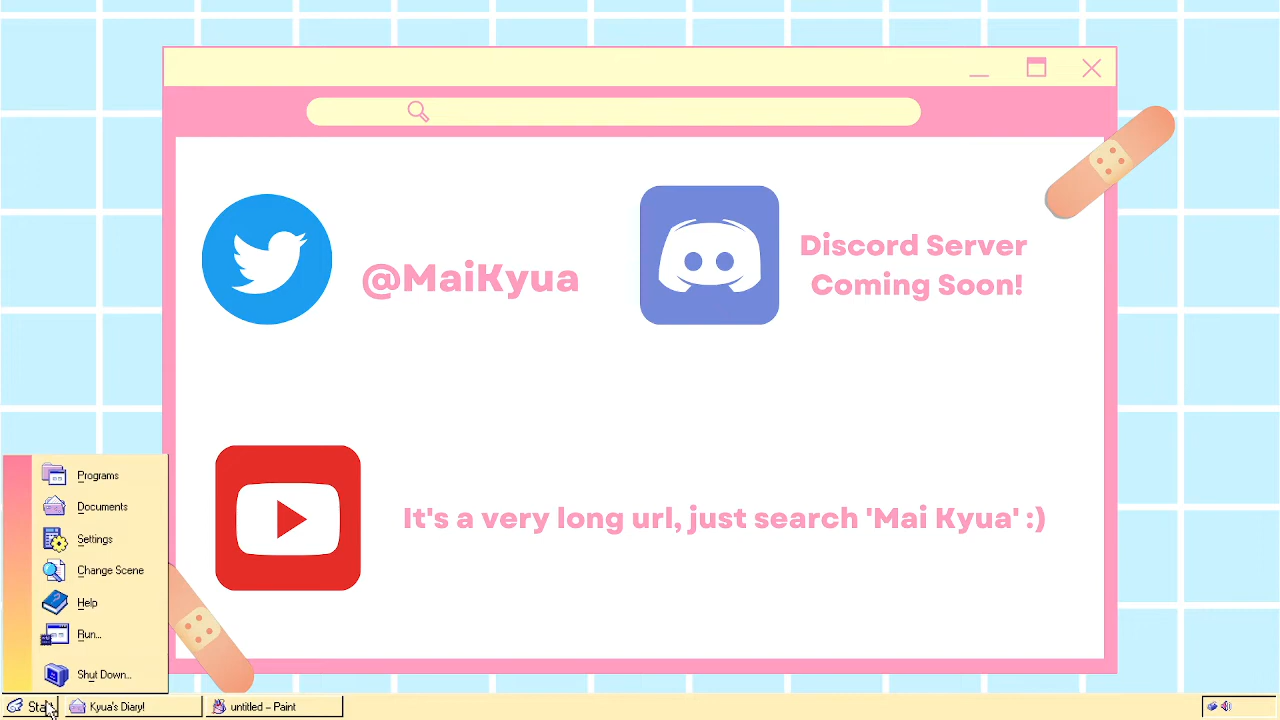 @MaiKyua
Discord Server
Coming Soon!
It's a very long url, just search 'Mai Kyua' :)
Programs
Documents
Settings
Change Scene
Help
Run...
Shut Down...
Sta
Kyua's Diary!
untitled – Paint